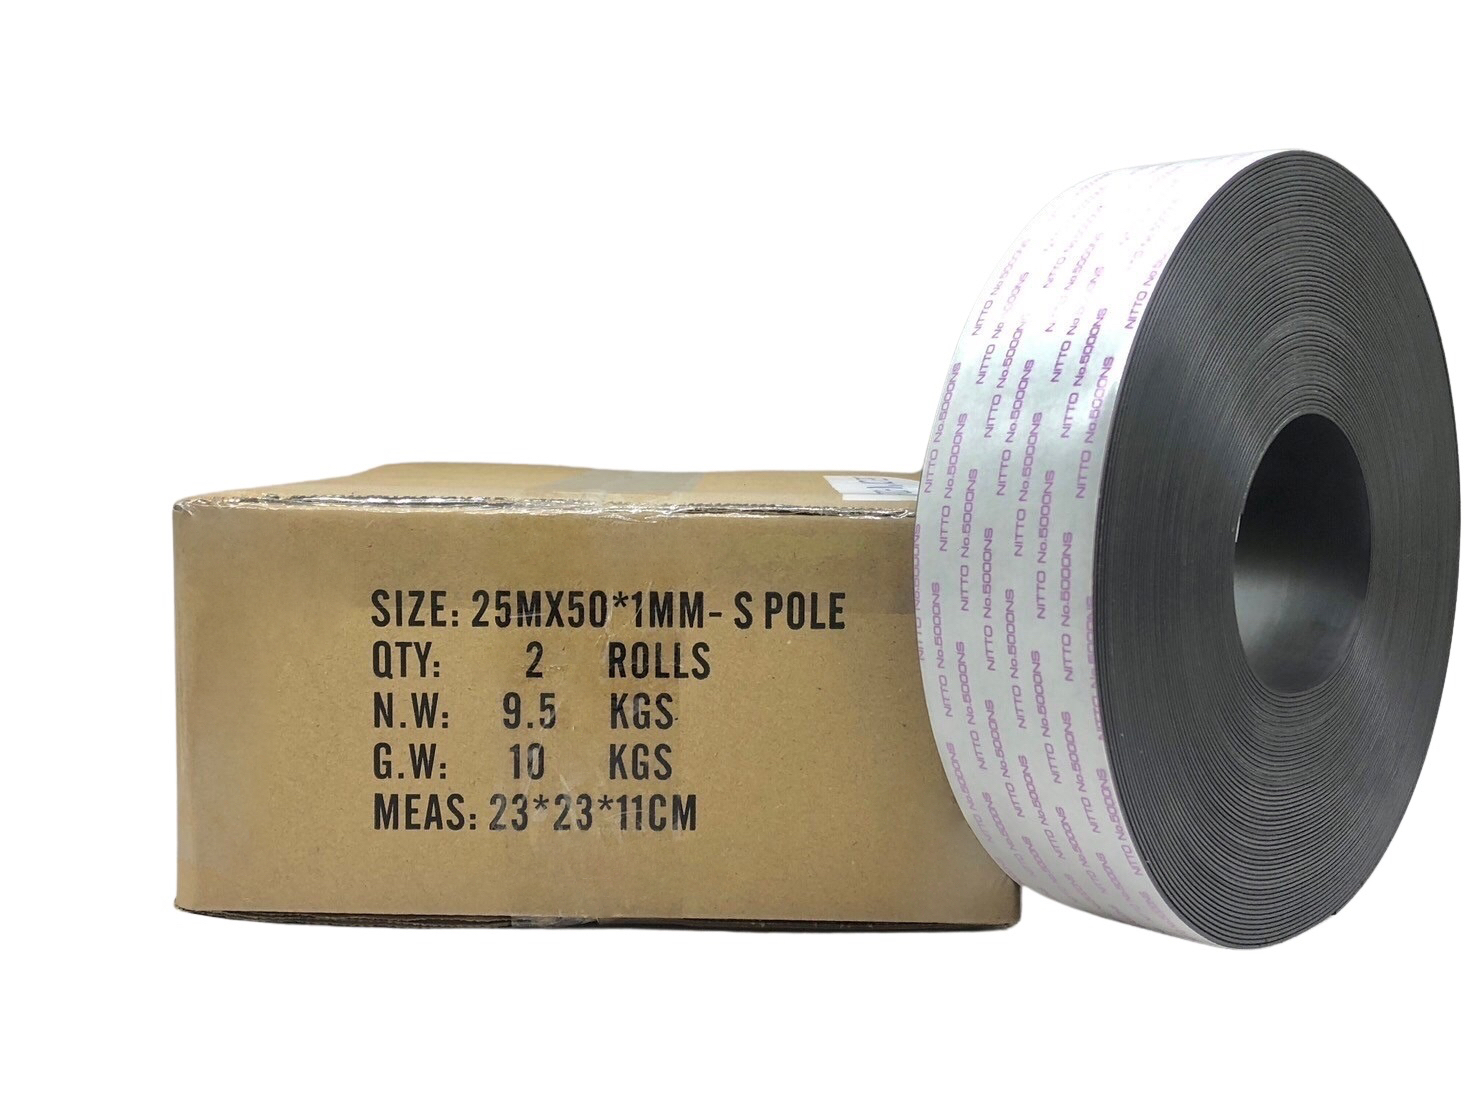 SIZE: 25MX50*1MM- S POLE
QTY: 2 ROLLS
N.W: 9.5 KGS
G.W: 10 KGS
MEAS: 23*23*11CM
NITTO No.5000NS